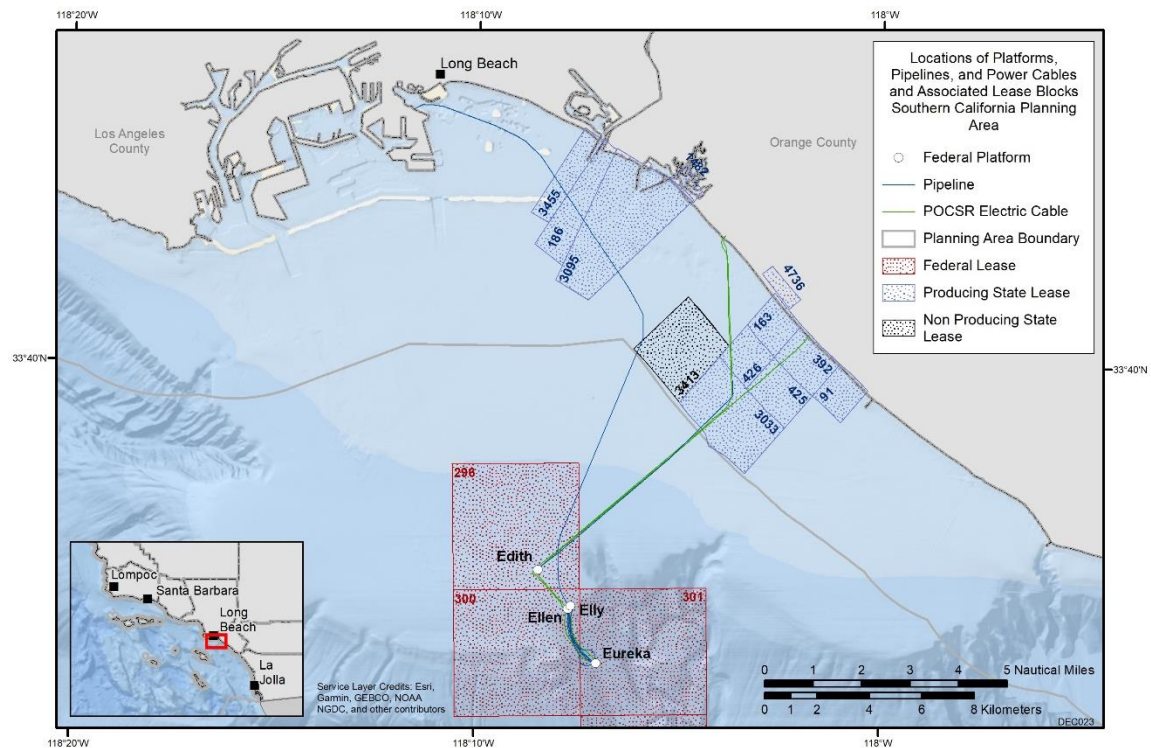 118°20'W
118°10'W
118°W
Long Beach
Los Angeles
County
Orange County
Locations of Platforms,
Pipelines, and Power Cables
and Associated Lease Blocks
Southern California Planning
Area
Federal Platform
Pipeline
POCSR Electric Cable
Planning Area Boundary
Federal Lease
Producing State Lease
Non Producing State
Lease
3455
186
3095
4736
163
392
426
425
91
3413
3033
33°40'N
33°40'N
296
Edith
300
301
Elly
Ellen
Eureka
Lompoc
Santa Barbara
Long
Beach
La
Jolla
Service Layer Credits: Esri,
Garmin, GEBCO, NOAA
NGDC, and other contributors
0 1 2 3 4 5 Nautical Miles
0 1 2 4 6 8 Kilometers
DEC023
118°20'W
118°10'W
118°W